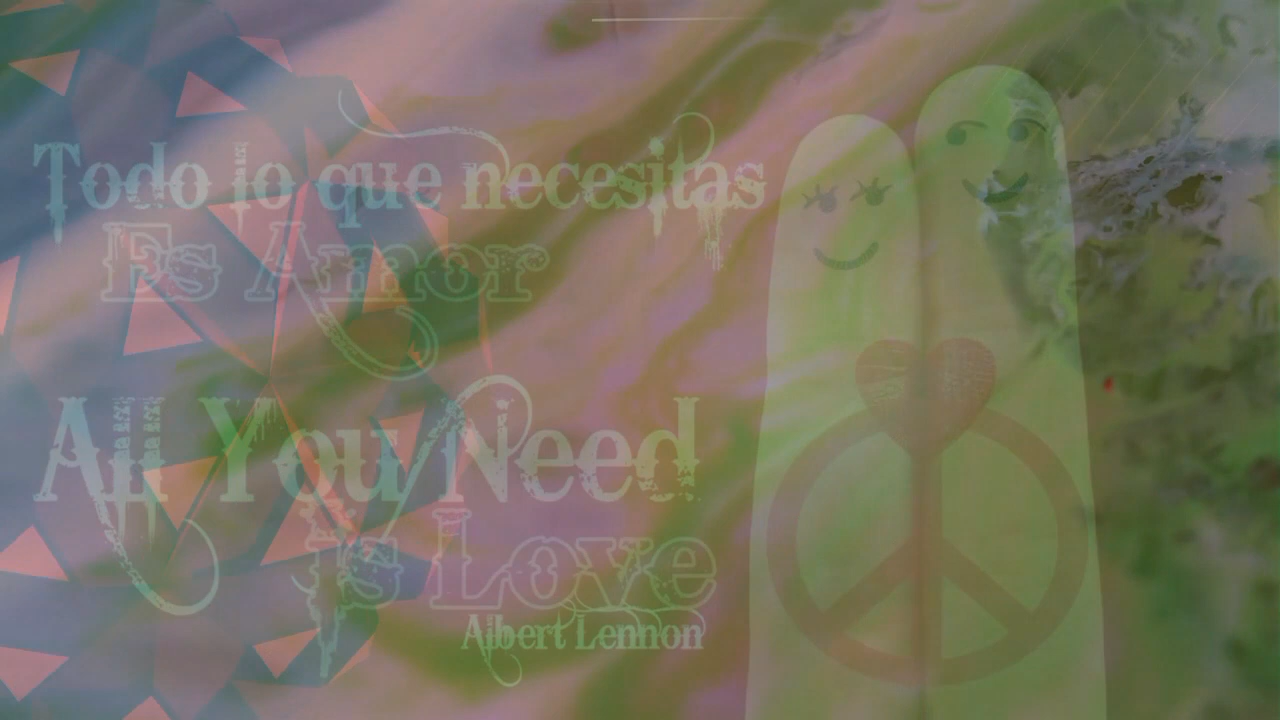 Todo lo que necesitas
Es Amor
All You Need
Is Love
Albert Lennon